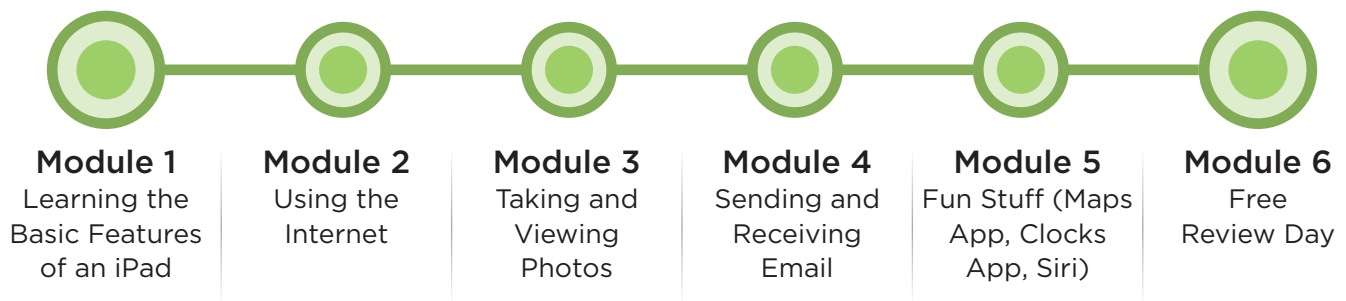 Module 1
Learning the
Basic Features
of an iPad
Module 2
Using the
Internet
Module 3
Taking and
Viewing
Photos
Module 4
Sending and
Receiving
Email
Module 5
Fun Stuff (Maps
App, Clocks
App, Siri)
Module 6
Free
Review Day